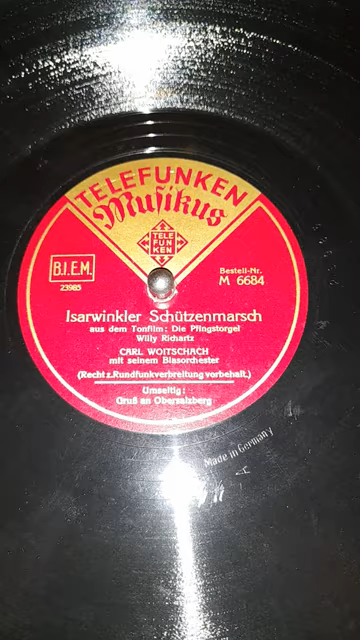 TELEFUNKEN
Musikus
TELE
FUN
KEN
B.I.E.M.
23985
Bestell-Nr.
M 6684
Isarwinkler Schützenmarsch
aus dem Tonfilm: Die Pfingstorgel
Willy Richartz
CARL WOITSCHACH
mit seinem Blasorchester
(Recht z. Rundfunkverbreitung vorbehalt.)
Umseitig:
Gruß an Obersalzberg
Made in Germany
A